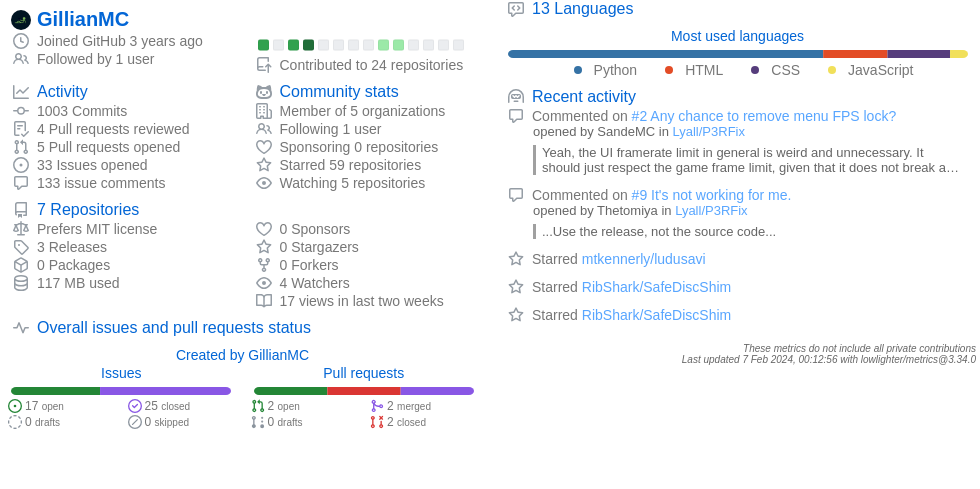 GillianMC
Joined GitHub 3 years ago
Followed by 1 user
Contributed to 24 repositories
Activity
1003 Commits
4 Pull requests reviewed
5 Pull requests opened
33 Issues opened
133 issue comments
Community stats
Member of 5 organizations
Following 1 user
Sponsoring 0 repositories
Starred 59 repositories
Watching 5 repositories
7 Repositories
Prefers MIT license
3 Releases
0 Packages
117 MB used
0 Sponsors
0 Stargazers
0 Forkers
4 Watchers
17 views in last two weeks
Overall issues and pull requests status
Created by GillianMC
Issues
17 open
25 closed
0 drafts
0 skipped
Pull requests
2 open
2 merged
0 drafts
2 closed
13 Languages
Most used languages
Python HTML CSS JavaScript
Recent activity
Commented on #2 Any chance to remove menu FPS lock?
opened by SandeMC in Lyall/P3RFix
Yeah, the UI framerate limit in general is weird and unnecessary. It
should just respect the game frame limit, given that it does not break a…
Commented on #9 It's not working for me.
opened by Thetomiya in Lyall/P3RFix
...Use the release, not the source code...
Starred mtkennerly/ludusavi
Starred RibShark/SafeDiscShim
Starred RibShark/SafeDiscShim
These metrics do not include all private contributions
Last updated 7 Feb 2024, 00:12:56 with lowlighter/metrics@3.34.0